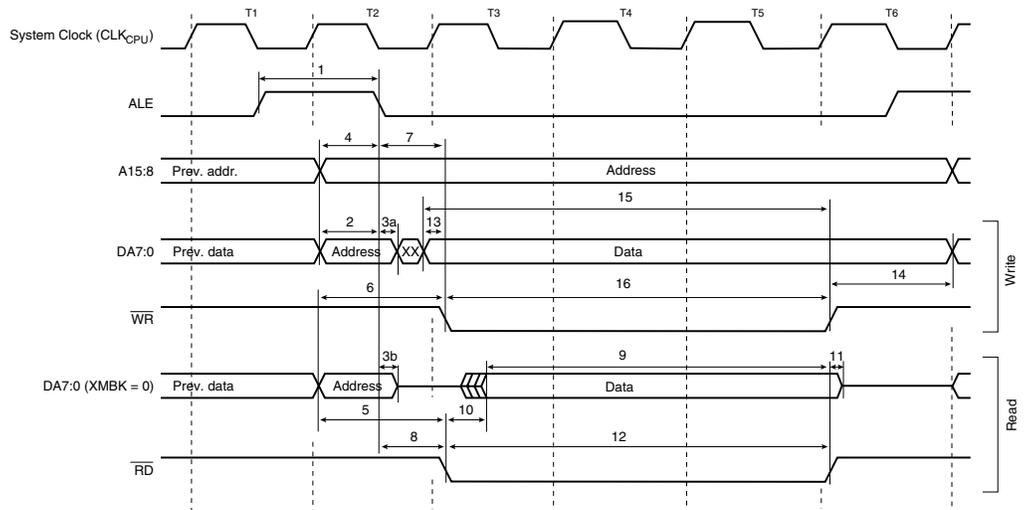 T1 T2 T3 T4 T5 T6
System Clock (CLKCPU)
1
ALE
4 7
A15:8 Prev. addr. Address
15
2 3a 13
DA7:0 Prev. data Address XX Data
14
6 16
WR
Write
3b 9 11
DA7:0 (XMBK = 0) Prev. data Address Data
5 10
Read
8 12
RD